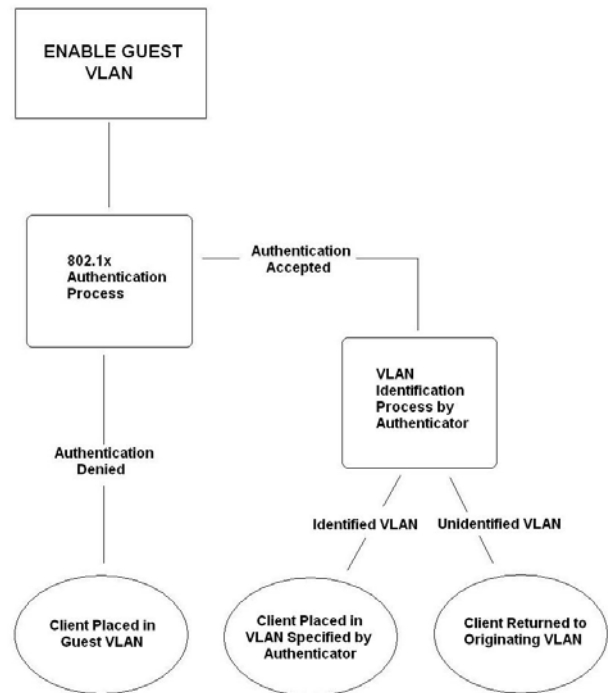 ENABLE GUEST
VLAN
802.1x
Authentication
Process
Authentication
Accepted
VLAN
Identification
Process by
Authenticator
Authentication
Denied
Identified VLAN
Unidentified VLAN
Client Placed in
Guest VLAN
Client Placed in
VLAN Specified by
Authenticator
Client Returned to
Originating VLAN